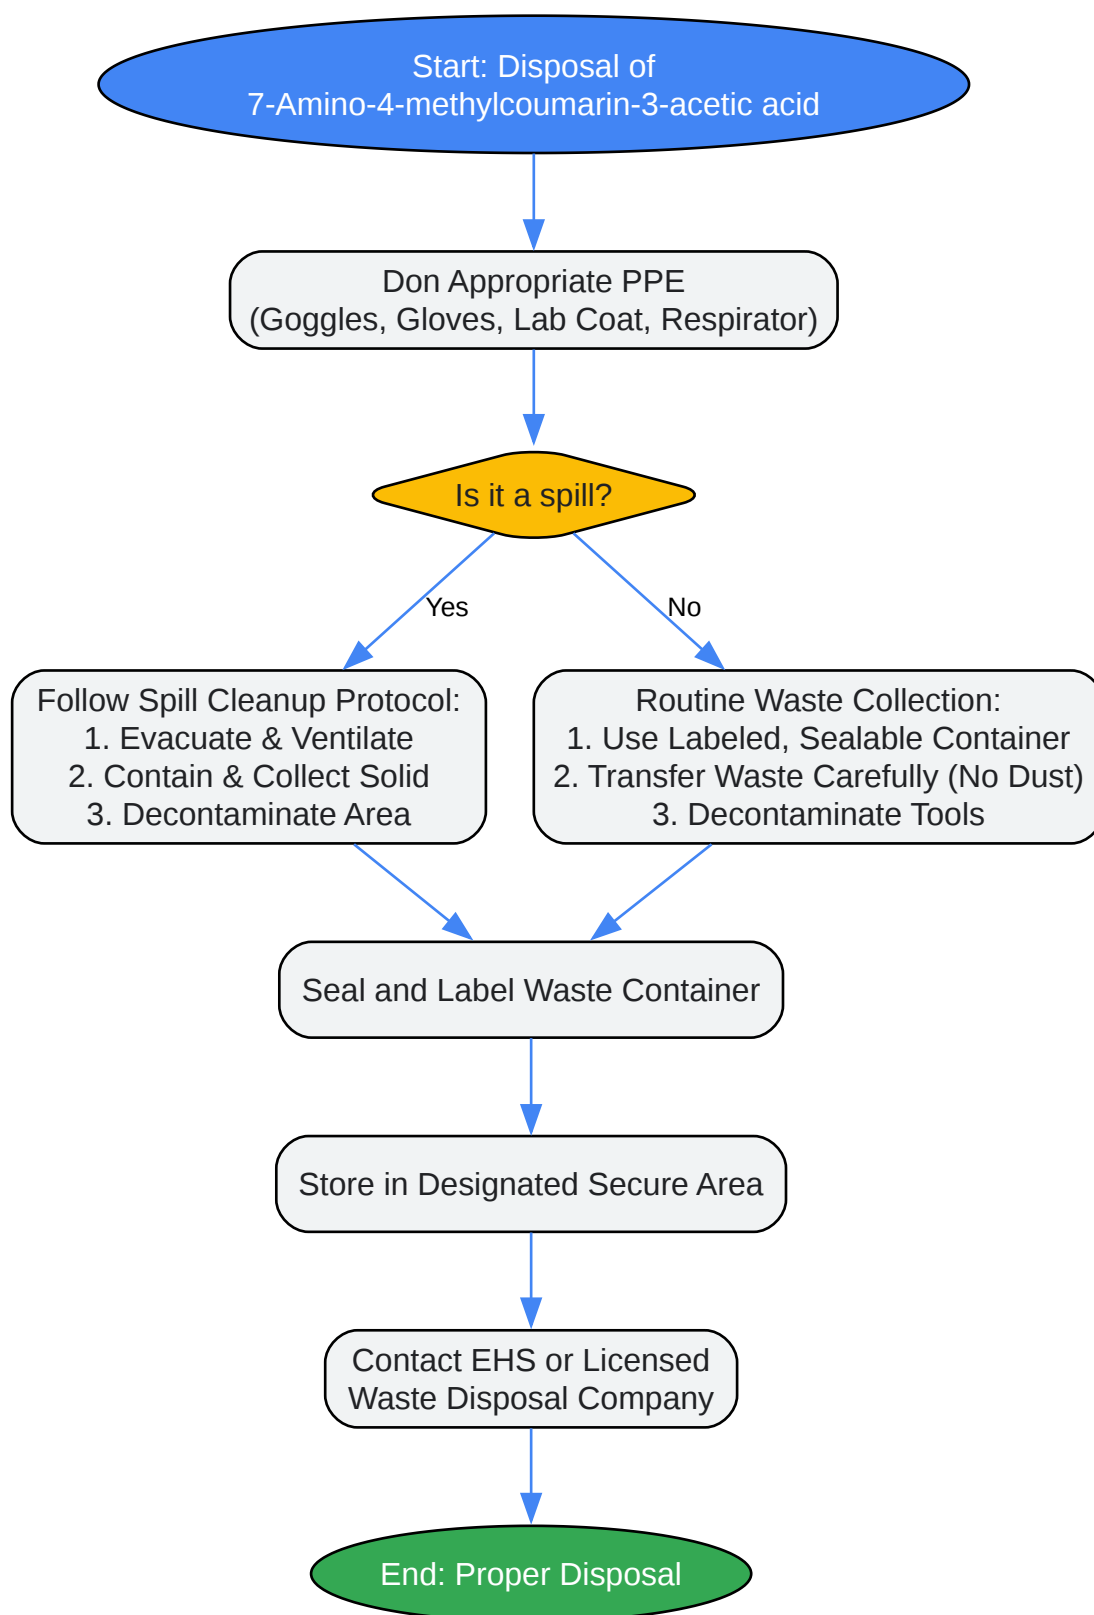 Start: Disposal of
7-Amino-4-methylcoumarin-3-acetic acid
Don Appropriate PPE
(Goggles, Gloves, Lab Coat, Respirator)
Is it a spill?
Yes
No
Follow Spill Cleanup Protocol:
1. Evacuate & Ventilate
2. Contain & Collect Solid
3. Decontaminate Area
Routine Waste Collection:
1. Use Labeled, Sealable Container
2. Transfer Waste Carefully (No Dust)
3. Decontaminate Tools
Seal and Label Waste Container
Store in Designated Secure Area
Contact EHS or Licensed
Waste Disposal Company
End: Proper Disposal